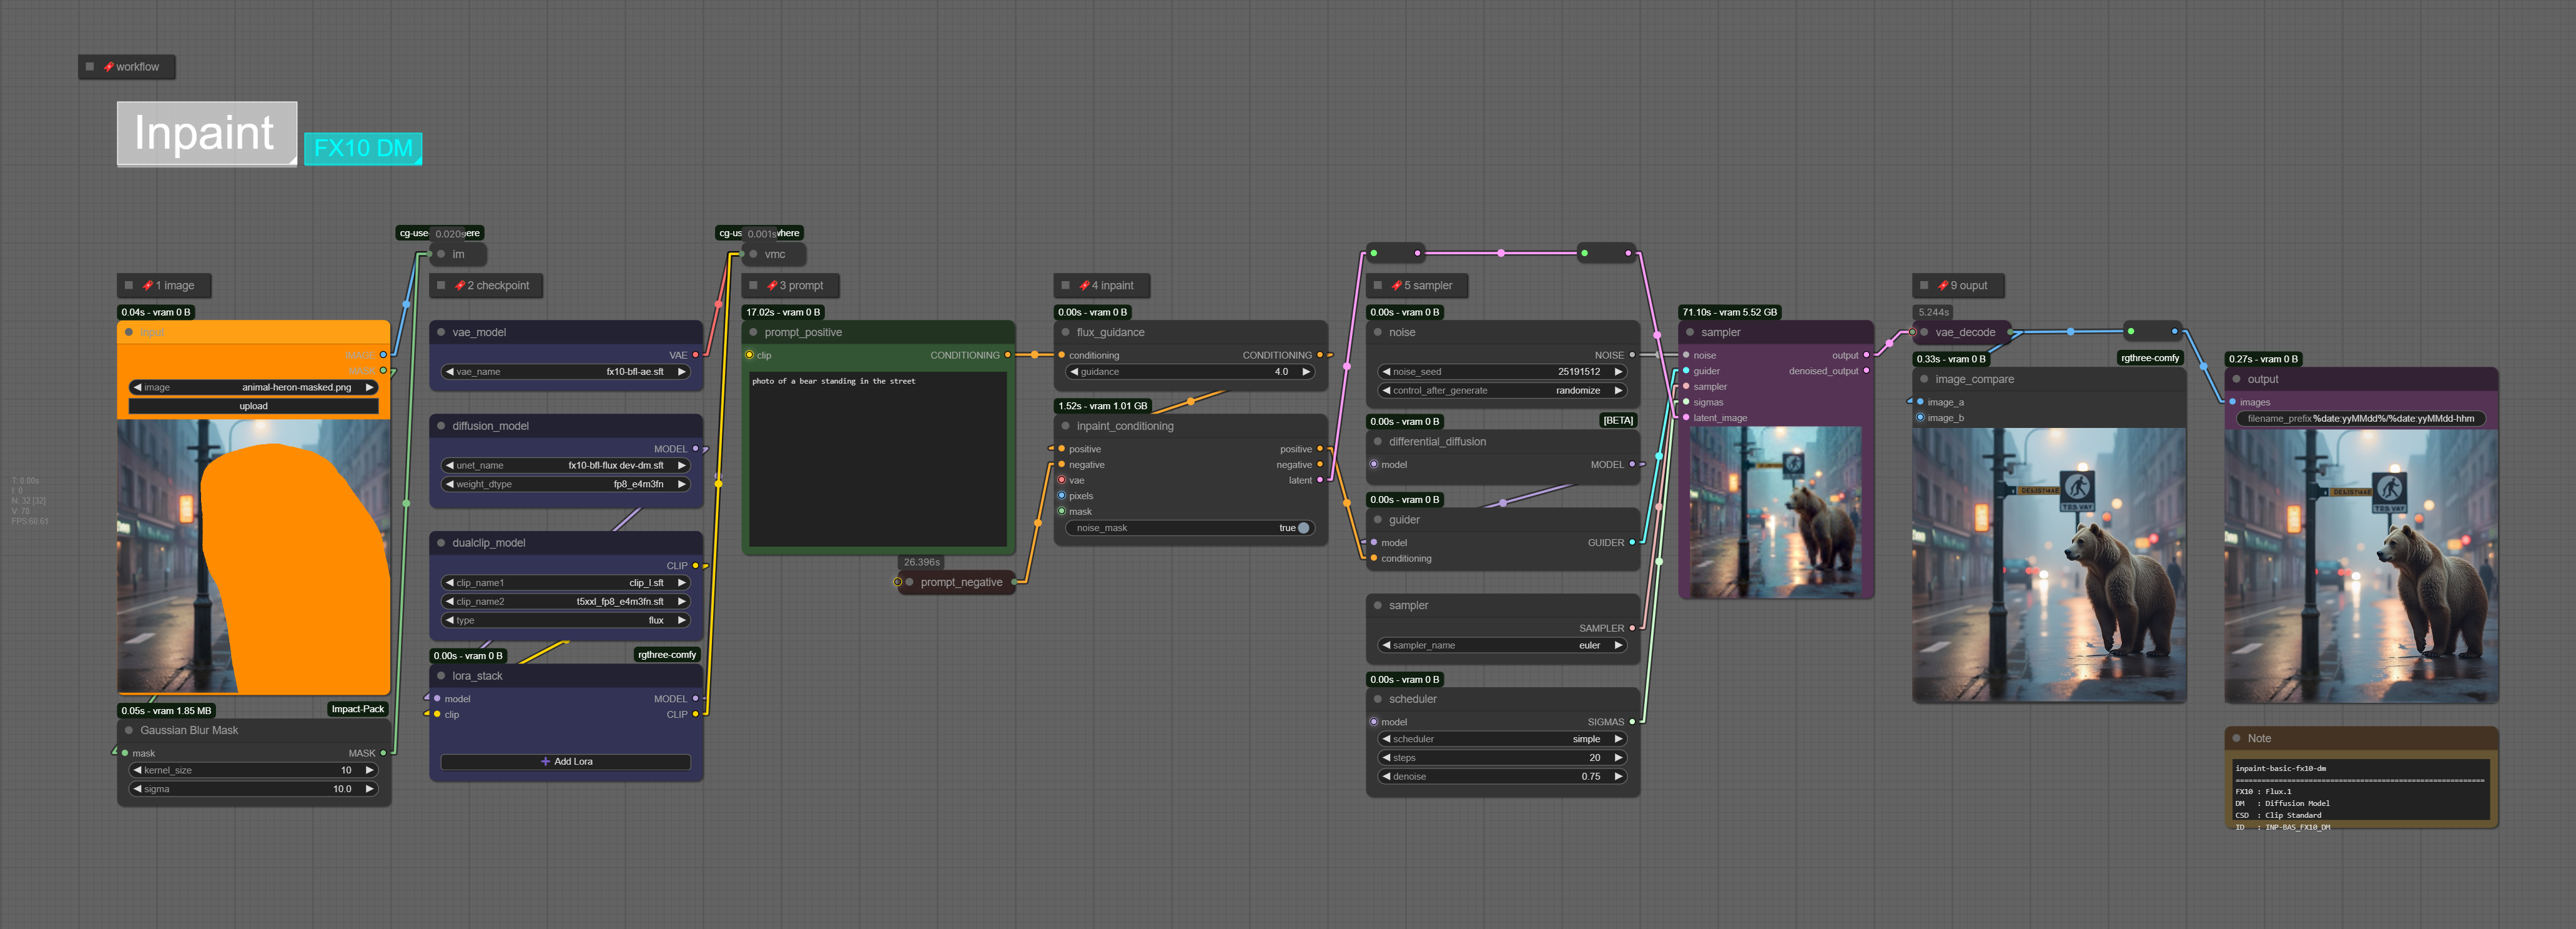 workflow
Inpaint
FX10 DM
T: 0.00s
I: 0
N: 32 [32]
V: 70
FPS:60.61
1 image
0.04s - vram 0 B
input
IMAGE
MASK
image animal-heron-masked.png
upload
0.05s - vram 1.85 MB Impact-Pack
Gaussian Blur Mask
mask MASK
kernel_size 10
sigma 10.0
0.020s
im
2 checkpoint
vae_model
VAE
vae_name fx10-bfl-ae.sft
diffusion_model
MODEL
unet_name fx10-bfl-flux dev-dm.sft
weight_dtype fp8_e4m3fn
dualclip_model
CLIP
clip_name1 clip_l.sft
clip_name2 t5xxl_fp8_e4m3fn.sft
type flux
0.00s - vram 0 B rgthree-comfy
lora_stack
model MODEL
clip CLIP
+ Add Lora
0.001s
vmc
3 prompt
17.02s - vram 0 B
prompt_positive
clip CONDITIONING
photo of a bear standing in the street
26.396s
prompt_negative
4 inpaint
0.00s - vram 0 B
flux_guidance
conditioning CONDITIONING
guidance 4.0
1.52s - vram 1.01 GB
inpaint_conditioning
positive positive
negative negative
vae latent
pixels
mask
noise_mask true
5 sampler
0.00s - vram 0 B
noise
NOISE
noise_seed 25191512
control_after_generate randomize
0.00s - vram 0 B [BETA]
differential_diffusion
model MODEL
0.00s - vram 0 B
guider
model GUIDER
conditioning
sampler
SAMPLER
sampler_name euler
0.00s - vram 0 B
scheduler
model SIGMAS
scheduler simple
steps 20
denoise 0.75
71.10s - vram 5.52 GB
sampler
noise output
guider denoised_output
sampler
sigmas
latent_image
9 ouput
5.244s
vae_decode
0.33s - vram 0 B rgthree-comfy
image_compare
image_a
image_b
0.27s - vram 0 B
output
images
filename_prefix %date:yyMMdd%/%date:yyMMdd-hhm
Note
inpaint-basic-fx10-dm
FX10 : Flux.1
DM : Diffusion Model
CSD : Clip Standard
ID : INP-BAS_FX10_DM